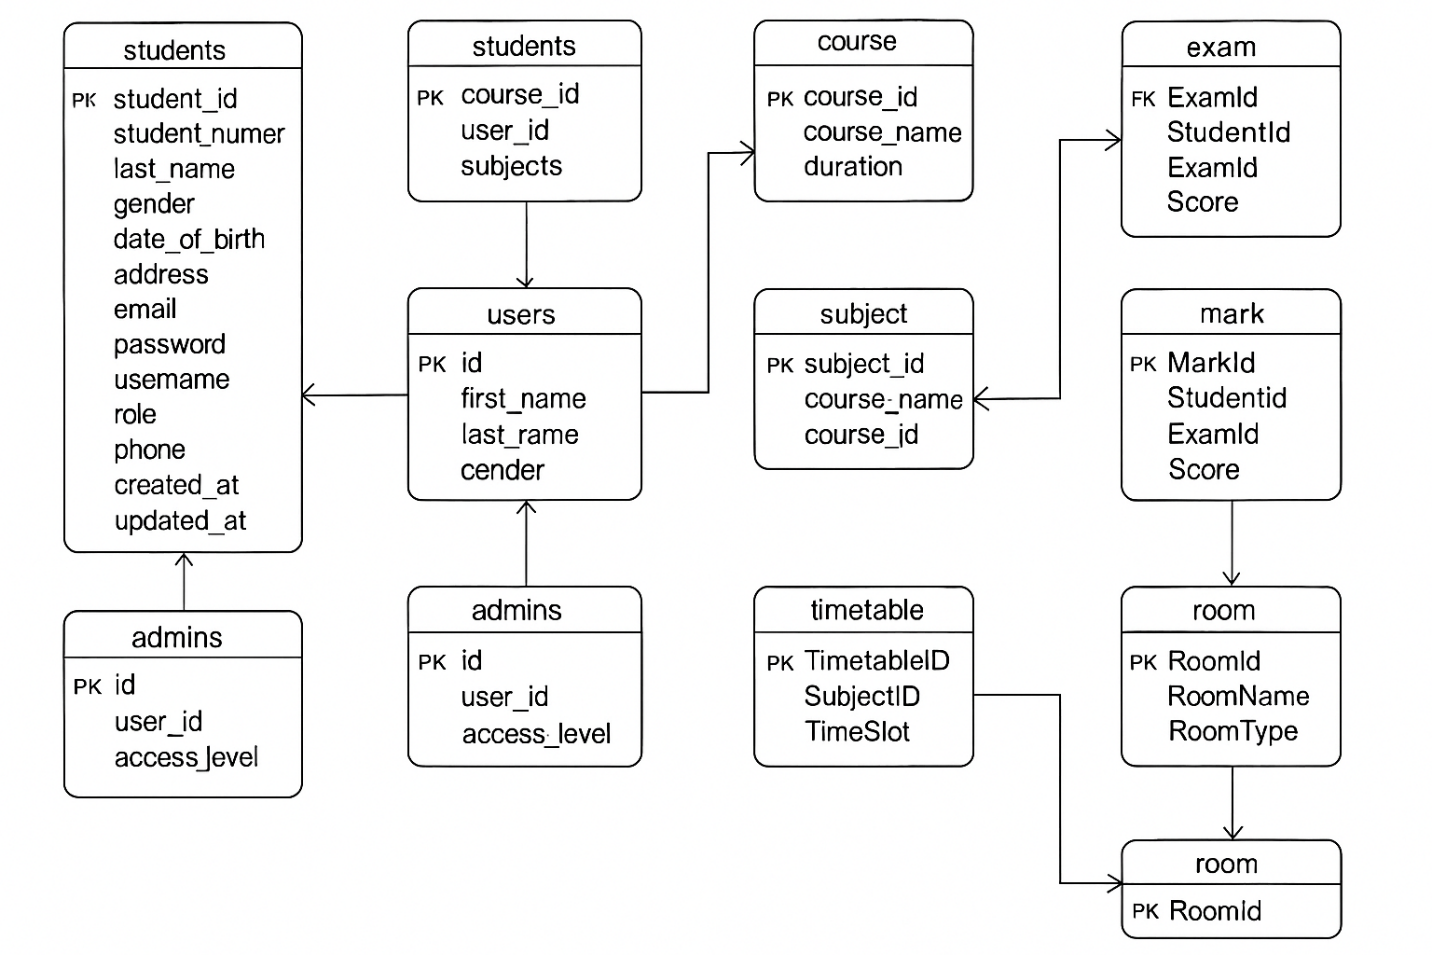 students
PK student_id
student_numer
last_name
gender
date_of_birth
address
email
password
usemame
role
phone
created_at
updated_at
admins
PK id
user_id
access_level
students
PK course_id
user_id
subjects
users
PK id
first_name
last_rame
cender
admins
PK id
user_id
access_level
course
PK course_id
course_name
duration
subject
PK subject_id
course_name
course_id
timetable
PK TimetableID
SubjectID
TimeSlot
exam
FK ExamId
StudentId
ExamId
Score
mark
PK MarkId
Studentid
ExamId
Score
room
PK RoomId
RoomName
RoomType
room
PK RoomId